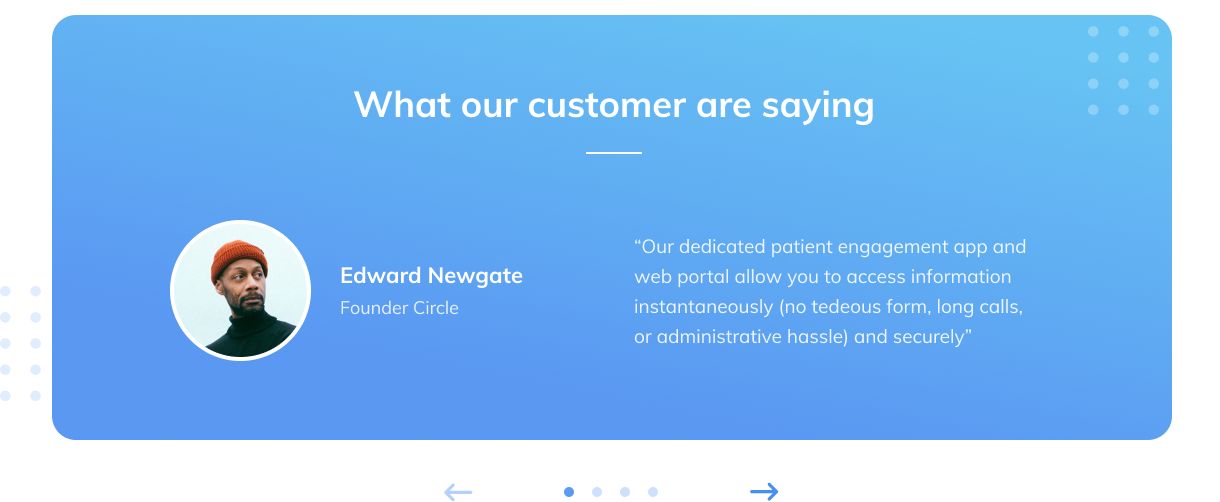 What our customer are saying
Edward Newgate
Founder Circle
“Our dedicated patient engagement app and
web portal allow you to access information
instantaneously (no tedeous form, long calls,
or administrative hassle) and securely”